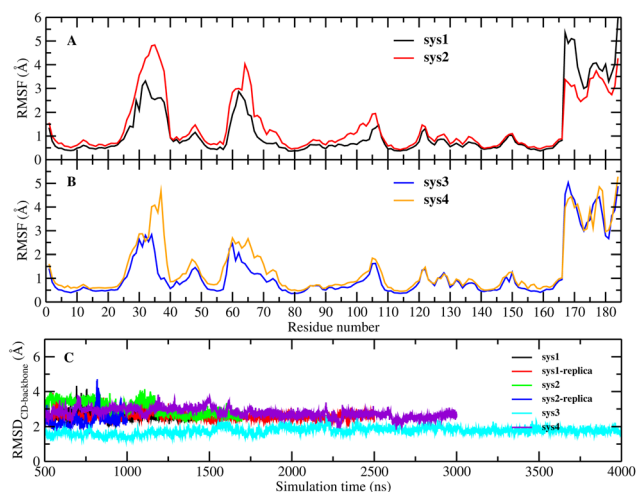 A
sys1
sys2
RMSF (Å)
0 1 2 3 4 5 6
B
sys3
sys4
RMSF (Å)
0 1 2 3 4 5
0 10 20 30 40 50 60 70 80 90 100 110 120 130 140 150 160 170 180
Residue number
C
sys1
sys1-replica
sys2
sys2-replica
sys3
sys4
RMSD CD-backbone (Å)
0 2 4 6
500 1000 1500 2000 2500 3000 3500 4000
Simulation time (ns)